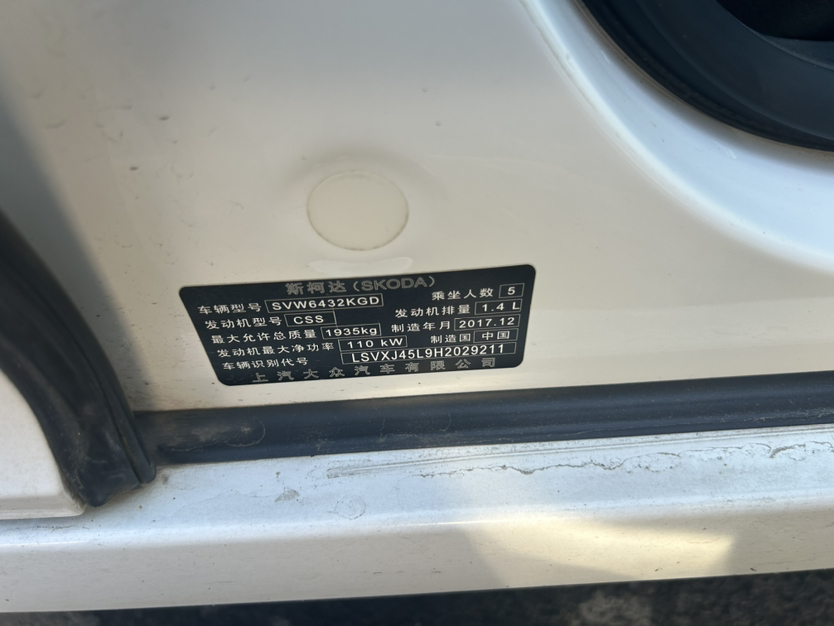 斯柯达(SKODA)
车辆型号 SVW6432KGD 乘坐人数 5
发动机型号 CSS 发动机排量 1.4 L
最大允许总质量 1935kg 制造年月 2017.12
发动机最大净功率 110 kW 制造国 中国
车辆识别代号 LSVXJ45L9H2029211
上汽大众汽车有限公司